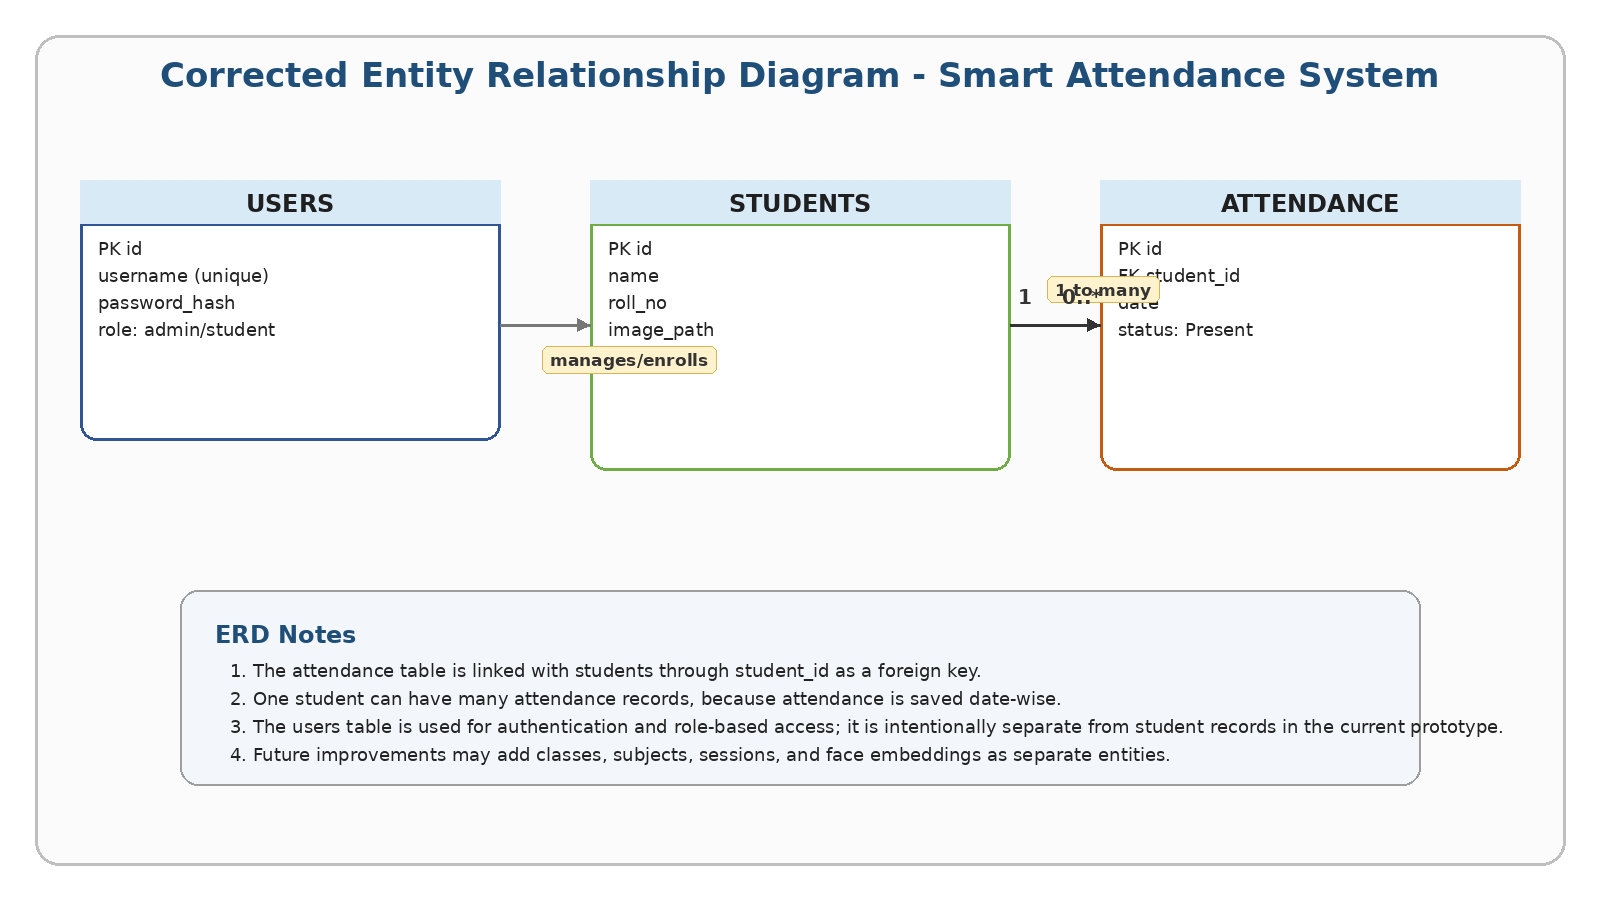 Corrected Entity Relationship Diagram - Smart Attendance System
USERS
PK id
username (unique)
password_hash
role: admin/student
manages/enrolls
STUDENTS
PK id
name
roll_no
image_path
1
0..*
1 to many
ATTENDANCE
PK id
FK student_id
date
status: Present
ERD Notes
1. The attendance table is linked with students through student_id as a foreign key.
2. One student can have many attendance records, because attendance is saved date-wise.
3. The users table is used for authentication and role-based access; it is intentionally separate from student records in the current prototype.
4. Future improvements may add classes, subjects, sessions, and face embeddings as separate entities.